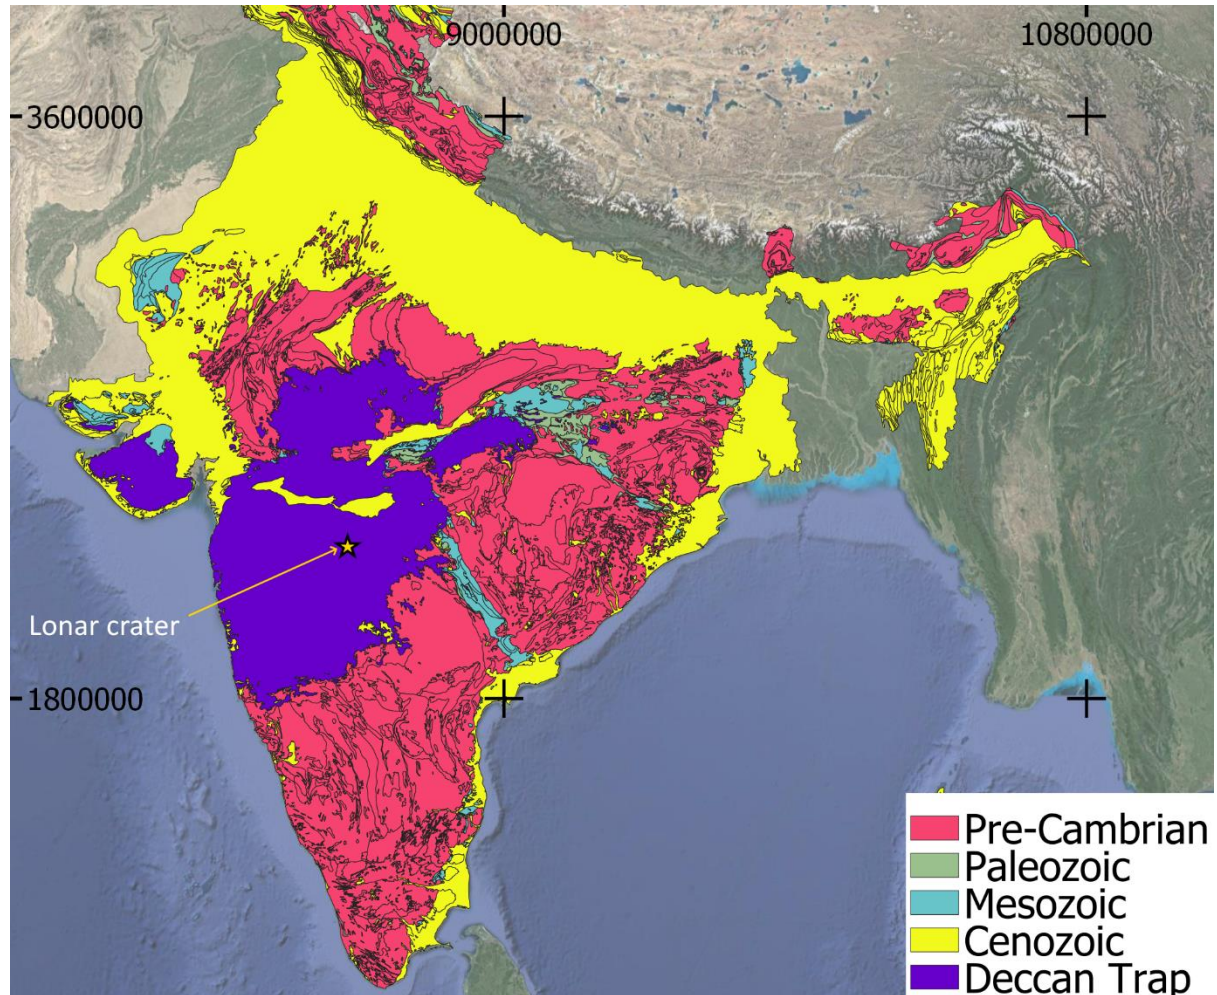 9000000
10800000
3600000
Lonar crater
1800000
Pre-Cambrian
Paleozoic
Mesozoic
Cenozoic
Deccan Trap